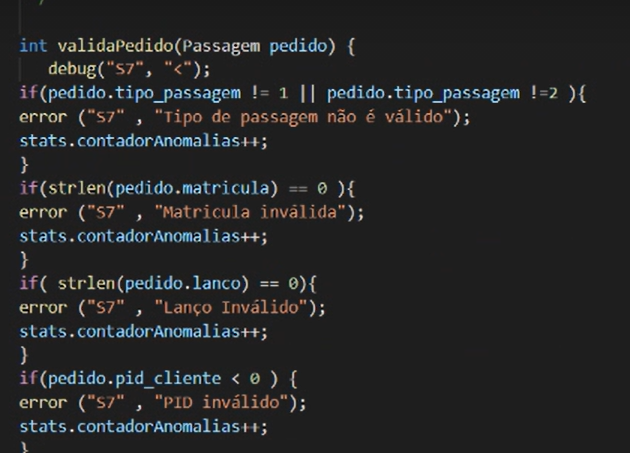 int validaPedido(Passagem pedido) {
debug("S7", "<");
if(pedido.tipo_passagem != 1 || pedido.tipo_passagem !=2 ){
error ("S7" , "Tipo de passagem não é válido");
stats.contadorAnomalias++;
}
if(strlen(pedido.matricula) == 0 ){
error ("S7" , "Matricula inválida");
stats.contadorAnomalias++;
}
if( strlen(pedido.lanco) == 0){
error ("S7" , "Lanço Inválido");
stats.contadorAnomalias++;
}
if(pedido.pid_cliente < 0 ) {
error ("S7" , "PID inválido");
stats.contadorAnomalias++;
}